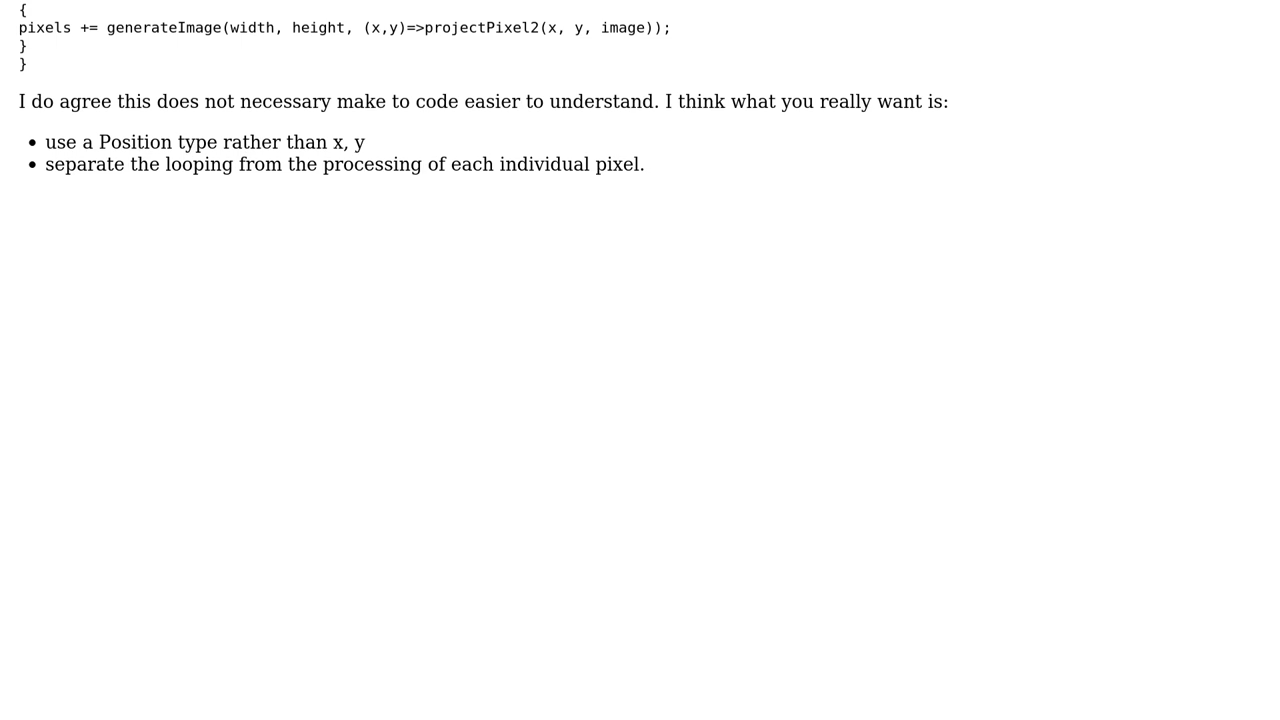 {
pixels += generateImage(width, height, (x,y)=>projectPixel2(x, y, image));
}
}
I do agree this does not necessary make to code easier to understand. I think what you really want is:
• use a Position type rather than x, y
• separate the looping from the processing of each individual pixel.